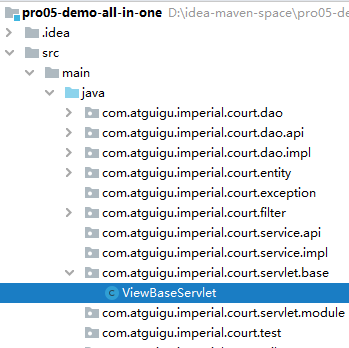 pro05-demo-all-in-one D:\idea-maven-space\pro05-d
.idea
src
main
java
com.atguigu.imperial.court.dao
com.atguigu.imperial.court.dao.api
com.atguigu.imperial.court.dao.impl
com.atguigu.imperial.court.entity
com.atguigu.imperial.court.exception
com.atguigu.imperial.court.filter
com.atguigu.imperial.court.service.api
com.atguigu.imperial.court.service.impl
com.atguigu.imperial.court.servlet.base
C ViewBaseServlet
com.atguigu.imperial.court.servlet.module
com.atguigu.imperial.court.test